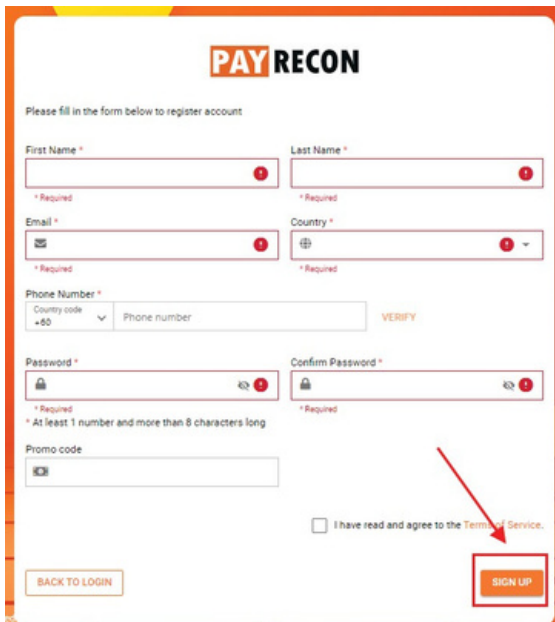 PAY RECON
Please fill in the form below to register account
First Name *
Last Name *
* Required
* Required
Email *
Country *
* Required
* Required
Phone Number *
Country code
+60
Phone number
VERIFY
Password *
Confirm Password *
* Required
* Required
* At least 1 number and more than 8 characters long
Promo code
I have read and agree to the Terms of Service.
BACK TO LOGIN
SIGN UP